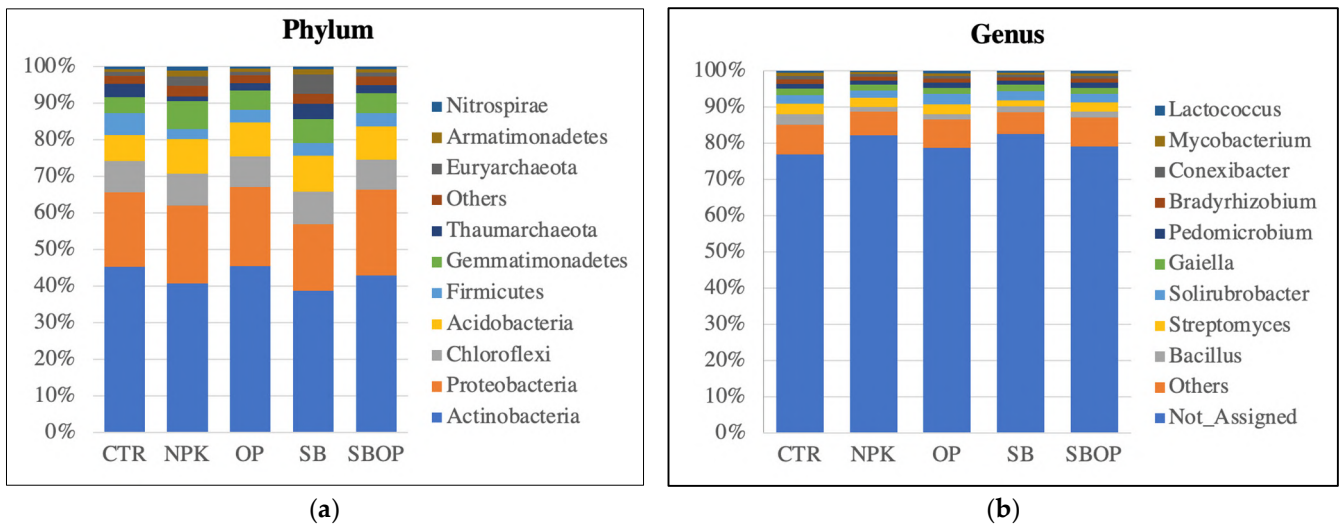 Phylum
100%
90%
80%
70%
60%
50%
40%
30%
20%
10%
0%
CTR NPK OP SB SBOP
Nitrospirae
Armatimonadetes
Euryarchaeota
Others
Thaumarchaeota
Gemmatimonadetes
Firmicutes
Acidobacteria
Chloroflexi
Proteobacteria
Actinobacteria
(a)
Genus
100%
90%
80%
70%
60%
50%
40%
30%
20%
10%
0%
CTR NPK OP SB SBOP
Lactococcus
Mycobacterium
Conexibacter
Bradyrhizobium
Pedomicrobium
Gaiella
Solirubrobacter
Streptomyces
Bacillus
Others
Not_Assigned
(b)